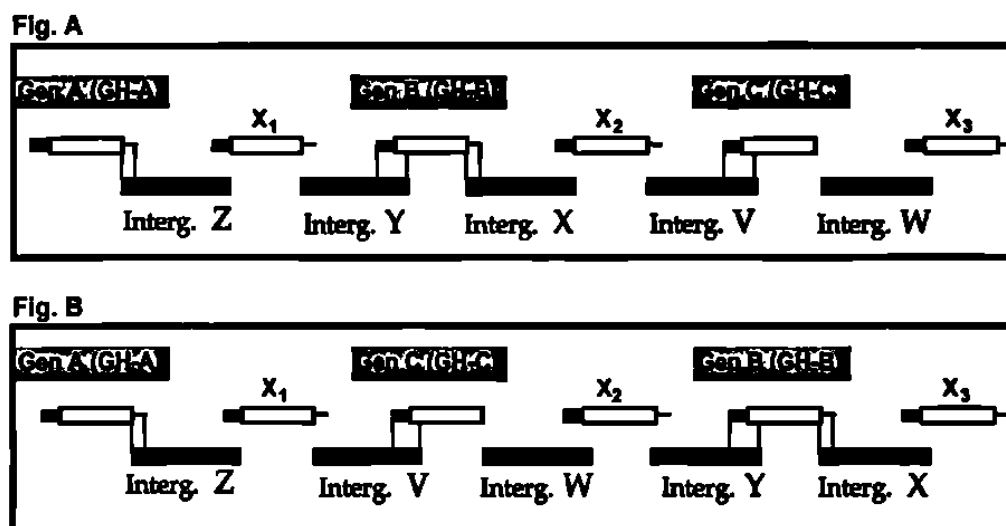 Fig. A
Gen A (GH-A) Gen B (GH-B) Gen C (GH-C)
X₁ X₂ X₃
Interg. Z Interg. Y Interg. X Interg. V Interg. W
Fig. B
Gen A (GH-A) Gen C (GH-C) Gen B (GH-B)
X₁ X₂ X₃
Interg. Z Interg. V Interg. W Interg. Y Interg. X